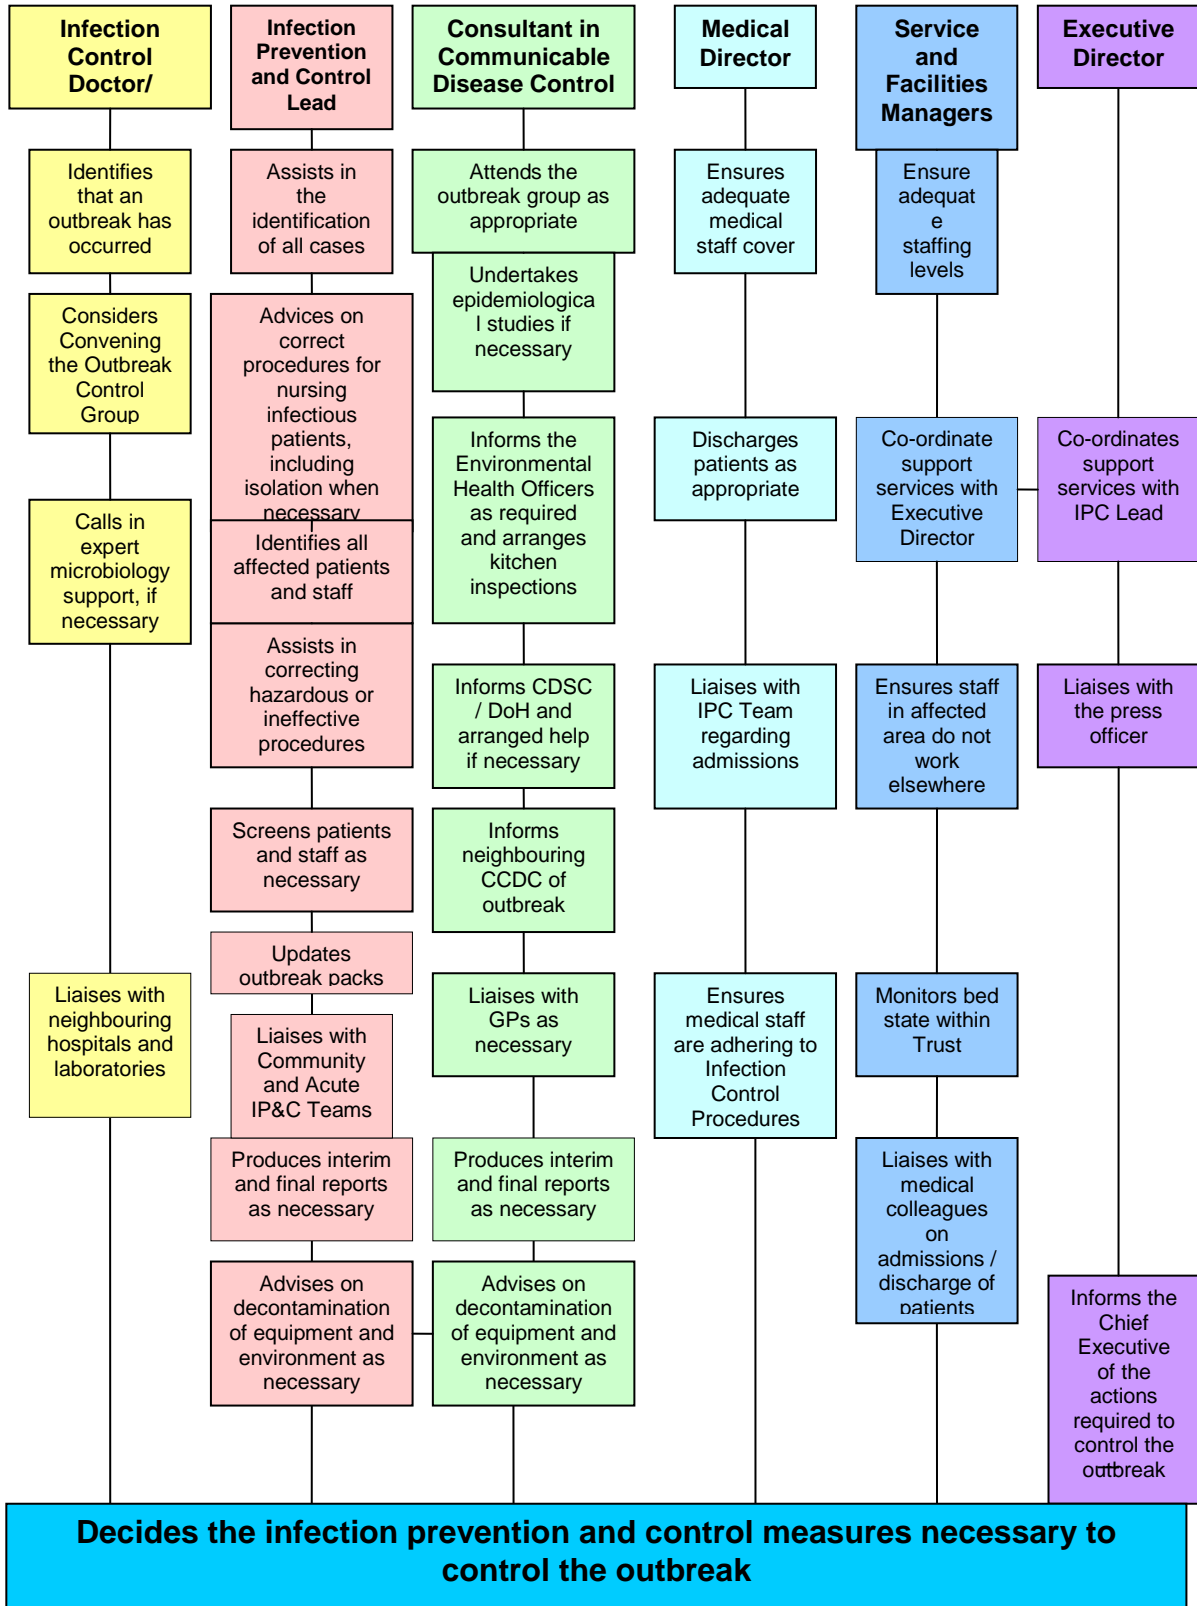 Infection
Control
Doctor/
Identifies
that an
outbreak has
occurred
Considers
Convening
the Outbreak
Control
Group
Calls in
expert
microbiology
support, if
necessary
Liaises with
neighbouring
hospitals and
laboratories
Infection
Prevention
and Control
Lead
Assists in
the
identification
of all cases
Advices on
correct
procedures for
nursing
infectious
patients,
including
isolation when
necessary
Identifies all
affected patients
and staff
Assists in
correcting
hazardous or
ineffective
procedures
Screens patients
and staff as
necessary
Updates
outbreak packs
Liaises with
Community
and Acute
IP&C Teams
Produces interim
and final reports
as necessary
Advises on
decontamination
of equipment and
environment as
necessary
Consultant in
Communicable
Disease Control
Attends the
outbreak group as
appropriate
Undertakes
epidemiologica
l studies if
necessary
Informs the
Environmental
Health Officers
as required
and arranges
kitchen
inspections
Informs CDSC
/ DoH and
arranged help
if necessary
Informs
neighbouring
CCDC of
outbreak
Liaises with
GPs as
necessary
Produces interim
and final reports
as necessary
Advises on
decontamination
of equipment and
environment as
necessary
Medical
Director
Ensures
adequate
medical
staff cover
Discharges
patients as
appropriate
Liaises with
IPC Team
regarding
admissions
Ensures
medical staff
are adhering to
Infection
Control
Procedures
Service
and
Facilities
Managers
Ensure
adequat
e
staffing
levels
Co-ordinate
support
services with
Executive
Director
Ensures staff
in affected
area do not
work
elsewhere
Monitors bed
state within
Trust
Liaises with
medical
colleagues
on
admissions /
discharge of
patients
Executive
Director
Co-ordinates
support
services with
IPC Lead
Liaises with
the press
officer
Informs the
Chief
Executive
of the
actions
required to
control the
outbreak
Decides the infection prevention and control measures necessary to
control the outbreak